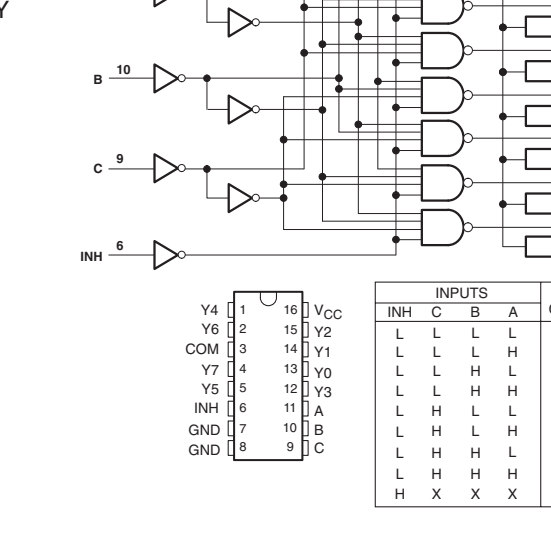 Y
B 10
C 9
INH 6
Y4 1 16 VCC
Y6 2 15 Y2
COM 3 14 Y1
Y7 4 13 Y0
Y5 5 12 Y3
INH 6 11 A
GND 7 10 B
GND 8 9 C
INPUTS
INH C B A
L L L L
L L L H
L L H L
L L H H
L H L L
L H L H
L H H L
L H H H
H X X X